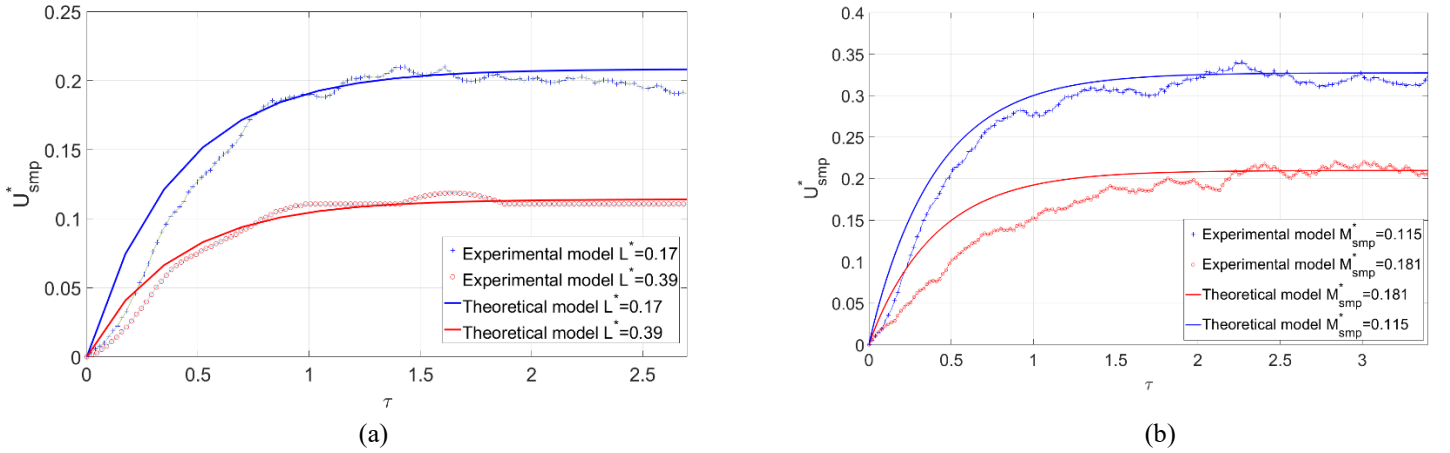 0.25
0.2
0.15
0.1
0.05
0
U*smp
0 0.5 1 1.5 2 2.5
τ
Experimental model L*=0.17
Experimental model L*=0.39
Theoretical model L*=0.17
Theoretical model L*=0.39
(a)
0.4
0.35
0.3
0.25
0.2
0.15
0.1
0.05
0
U*smp
0 0.5 1 1.5 2 2.5 3
τ
Experimental model M*smp=0.115
Experimental model M*smp=0.181
Theoretical model M*smp=0.181
Theoretical model M*smp=0.115
(b)